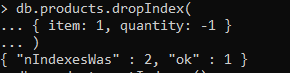 > db.products.dropIndex(
... { item: 1, quantity: -1 }
... )
{ "nIndexesWas" : 2, "ok" : 1 }